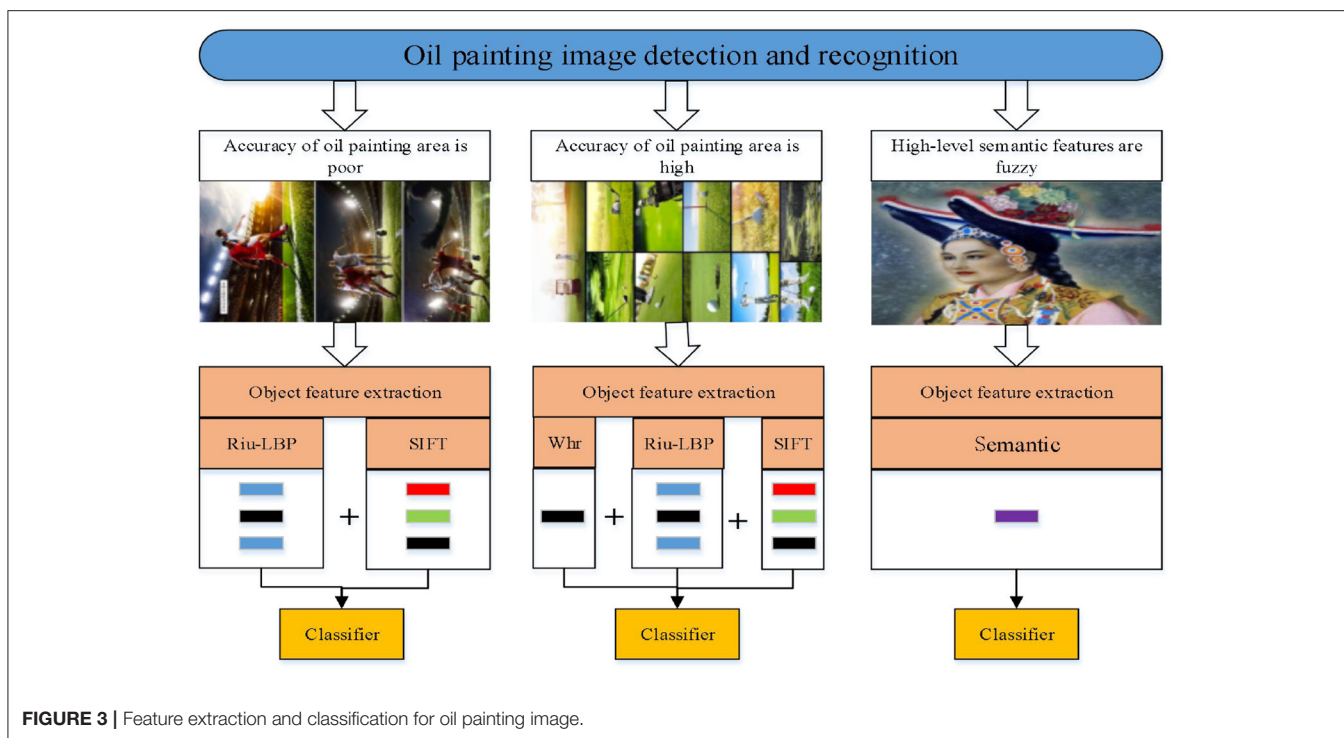 Oil painting image detection and recognition
Accuracy of oil painting area is
poor
Accuracy of oil painting area is
high
High-level semantic features are
fuzzy
Object feature extraction
Riu-LBP
SIFT
+
Classifier
Object feature extraction
Whr
Riu-LBP
SIFT
+
+
Classifier
Object feature extraction
Semantic
Classifier
FIGURE 3 | Feature extraction and classification for oil painting image.